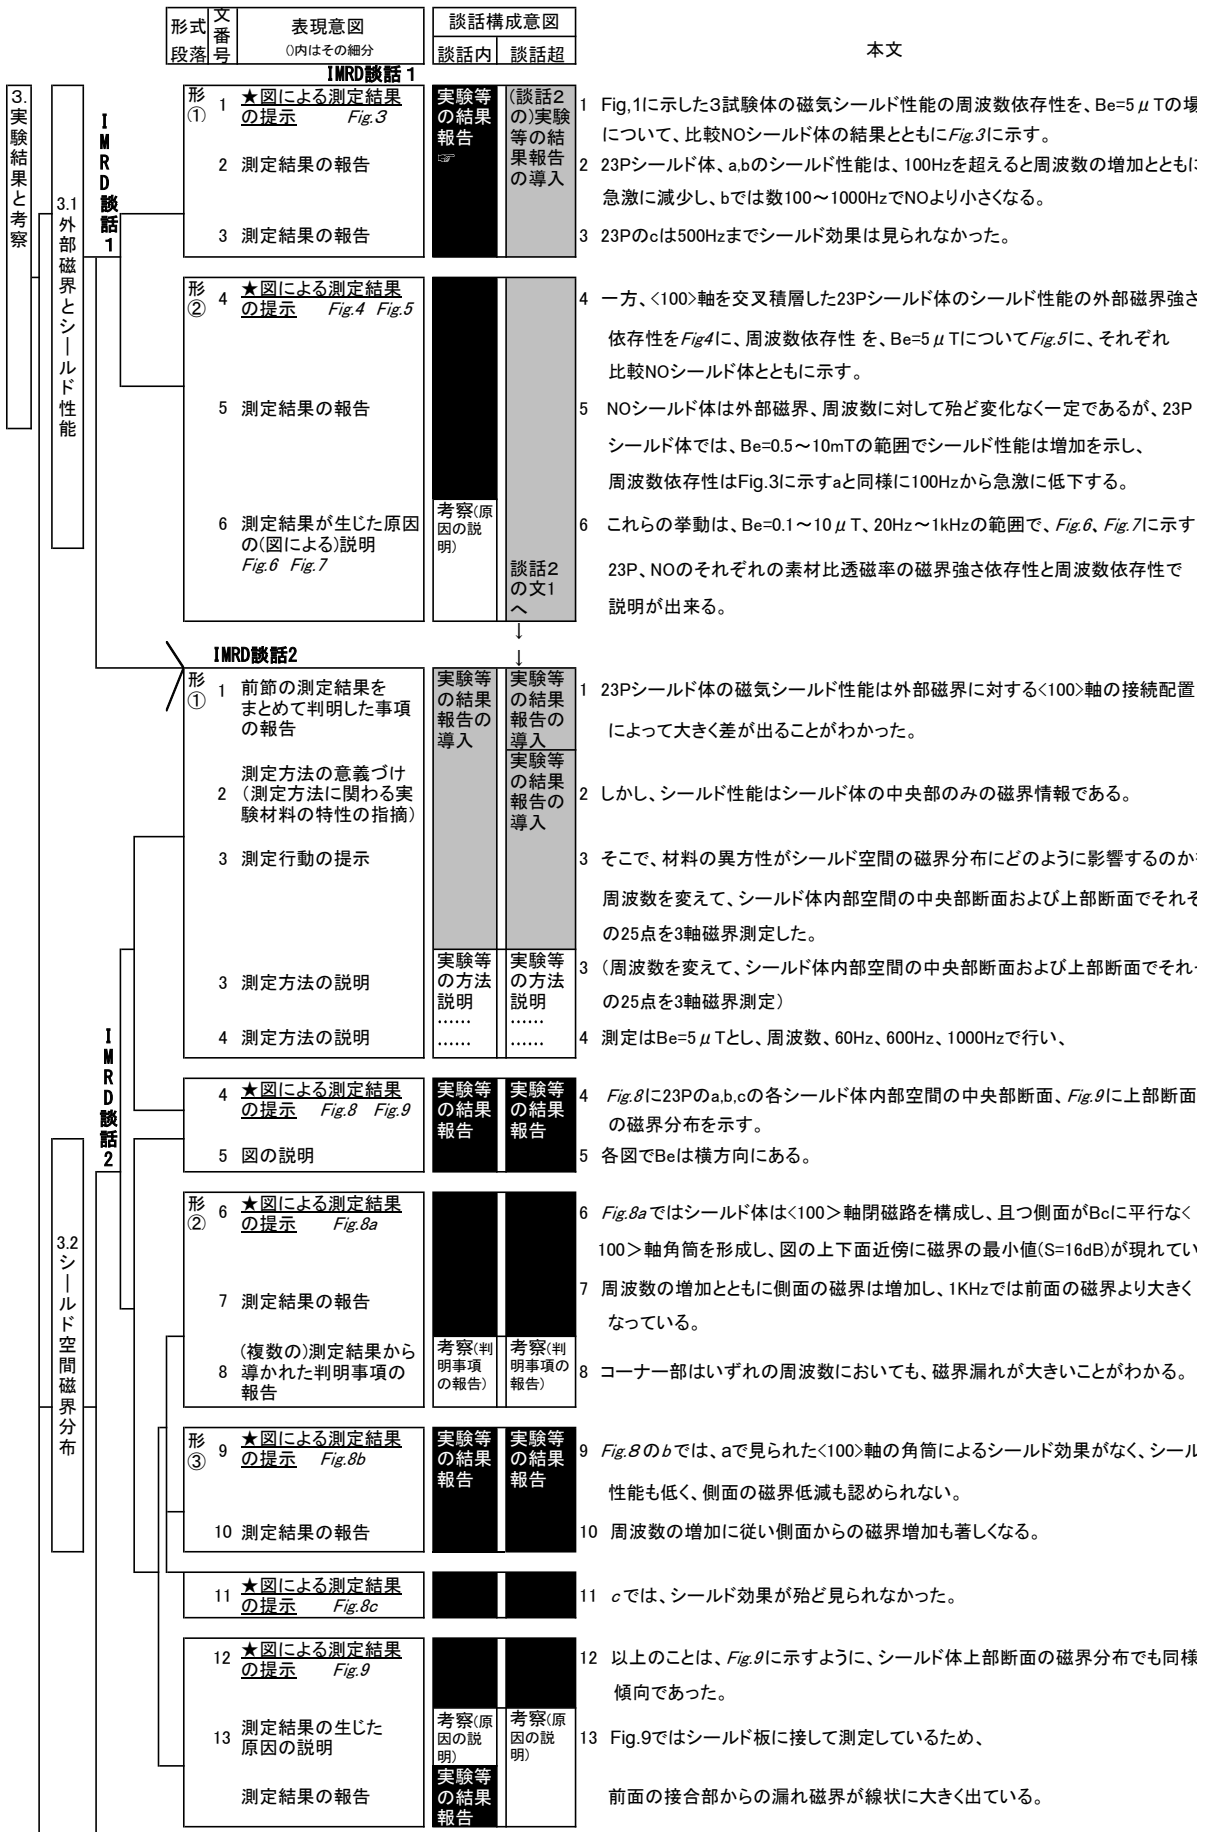 形式段落
文番号
表現意図
()内はその細分
談話構成意図
談話内 談話超
本文
3.実験結果と考察
3.1外部磁界とシールド性能
IMRD談話1
IMRD談話1
形① 1 ★図による測定結果
の提示 Fig.3
実験等
の結果
報告
☞
(談話2
の)実験
等の結
果報告
の導入
1 Fig,1に示した3試験体の磁気シールド性能の周波数依存性を、Be=5μTの場
について、比較NOシールド体の結果とともにFig.3に示す。
2 測定結果の報告
2 23Pシールド体、a,bのシールド性能は、100Hzを超えると周波数の増加とともに
急激に減少し、bでは数100～1000HzでNOより小さくなる。
3 測定結果の報告
3 23Pのcは500Hzまでシールド効果は見られなかった。
形② 4 ★図による測定結果
の提示 Fig.4 Fig.5
4 一方、<100>軸を交叉積層した23Pシールド体のシールド性能の外部磁界強さ
依存性をFig4に、周波数依存性 を、Be=5μTについてFig.5に、それぞれ
比較NOシールド体とともに示す。
5 測定結果の報告
5 NOシールド体は外部磁界、周波数に対して殆ど変化なく一定であるが、23P
シールド体では、Be=0.5～10mTの範囲でシールド性能は増加を示し、
周波数依存性はFig.3に示すaと同様に100Hzから急激に低下する。
6 測定結果が生じた原因
の(図による)説明
Fig.6 Fig.7
考察(原
因の説
明)
談話2
の文1
へ
↓
↓
6 これらの挙動は、Be=0.1～10μT、20Hz～1kHzの範囲で、Fig.6、Fig.7に示す
23P、NOのそれぞれの素材比透磁率の磁界強さ依存性と周波数依存性で
説明が出来る。
3.2シールド空間磁界分布
IMRD談話2
IMRD談話2
形① 1 前節の測定結果を
まとめて判明した事項
の報告
実験等
の結果
報告の
導入
実験等
の結果
報告の
導入
1 23Pシールド体の磁気シールド性能は外部磁界に対する<100>軸の接続配置
によって大きく差が出ることがわかった。
測定方法の意義づけ
2 (測定方法に関わる実
験材料の特性の指摘)
実験等
の結果
報告の
導入
2 しかし、シールド性能はシールド体の中央部のみの磁界情報である。
3 測定行動の提示
3 そこで、材料の異方性がシールド空間の磁界分布にどのように影響するのか
周波数を変えて、シールド体内部空間の中央部断面および上部断面でそれぞ
の25点を3軸磁界測定した。
3 測定方法の説明
実験等
の方法
説明
……
……
実験等
の方法
説明
……
……
3 (周波数を変えて、シールド体内部空間の中央部断面および上部断面でそれ
の25点を3軸磁界測定)
4 測定方法の説明
4 測定はBe=5μTとし、周波数、60Hz、600Hz、1000Hzで行い、
4 ★図による測定結果
の提示 Fig.8 Fig.9
実験等
の結果
報告
実験等
の結果
報告
4 Fig.8に23Pのa,b,cの各シールド体内部空間の中央部断面、Fig.9に上部断面
の磁界分布を示す。
5 図の説明
5 各図でBeは横方向にある。
形② 6 ★図による測定結果
の提示 Fig.8a
6 Fig.8aではシールド体は<100＞軸閉磁路を構成し、且つ側面がBcに平行な<
100＞軸角筒を形成し、図の上下面近傍に磁界の最小値(S=16dB)が現れてい
7 測定結果の報告
7 周波数の増加とともに側面の磁界は増加し、1KHzでは前面の磁界より大きく
なっている。
(複数の)測定結果から
8 導かれた判明事項の
報告
考察(判
明事項
の報告)
考察(判
明事項の
報告)
8 コーナー部はいずれの周波数においても、磁界漏れが大きいことがわかる。
形③ 9 ★図による測定結果
の提示 Fig.8b
実験等
の結果
報告
実験等
の結果
報告
9 Fig.8のbでは、aで見られた<100>軸の角筒によるシールド効果がなく、シール
性能も低く、側面の磁界低減も認められない。
10 測定結果の報告
10 周波数の増加に従い側面からの磁界増加も著しくなる。
11 ★図による測定結果
の提示 Fig.8c
11 cでは、シールド効果が殆ど見られなかった。
12 ★図による測定結果
の提示 Fig.9
12 以上のことは、Fig.9に示すように、シールド体上部断面の磁界分布でも同様
傾向であった。
13 測定結果の生じた
原因の説明
考察(原
因の説
明)
考察(原
因の説
明)
13 Fig.9ではシールド板に接して測定しているため、
測定結果の報告
実験等
の結果
報告
前面の接合部からの漏れ磁界が線状に大きく出ている。